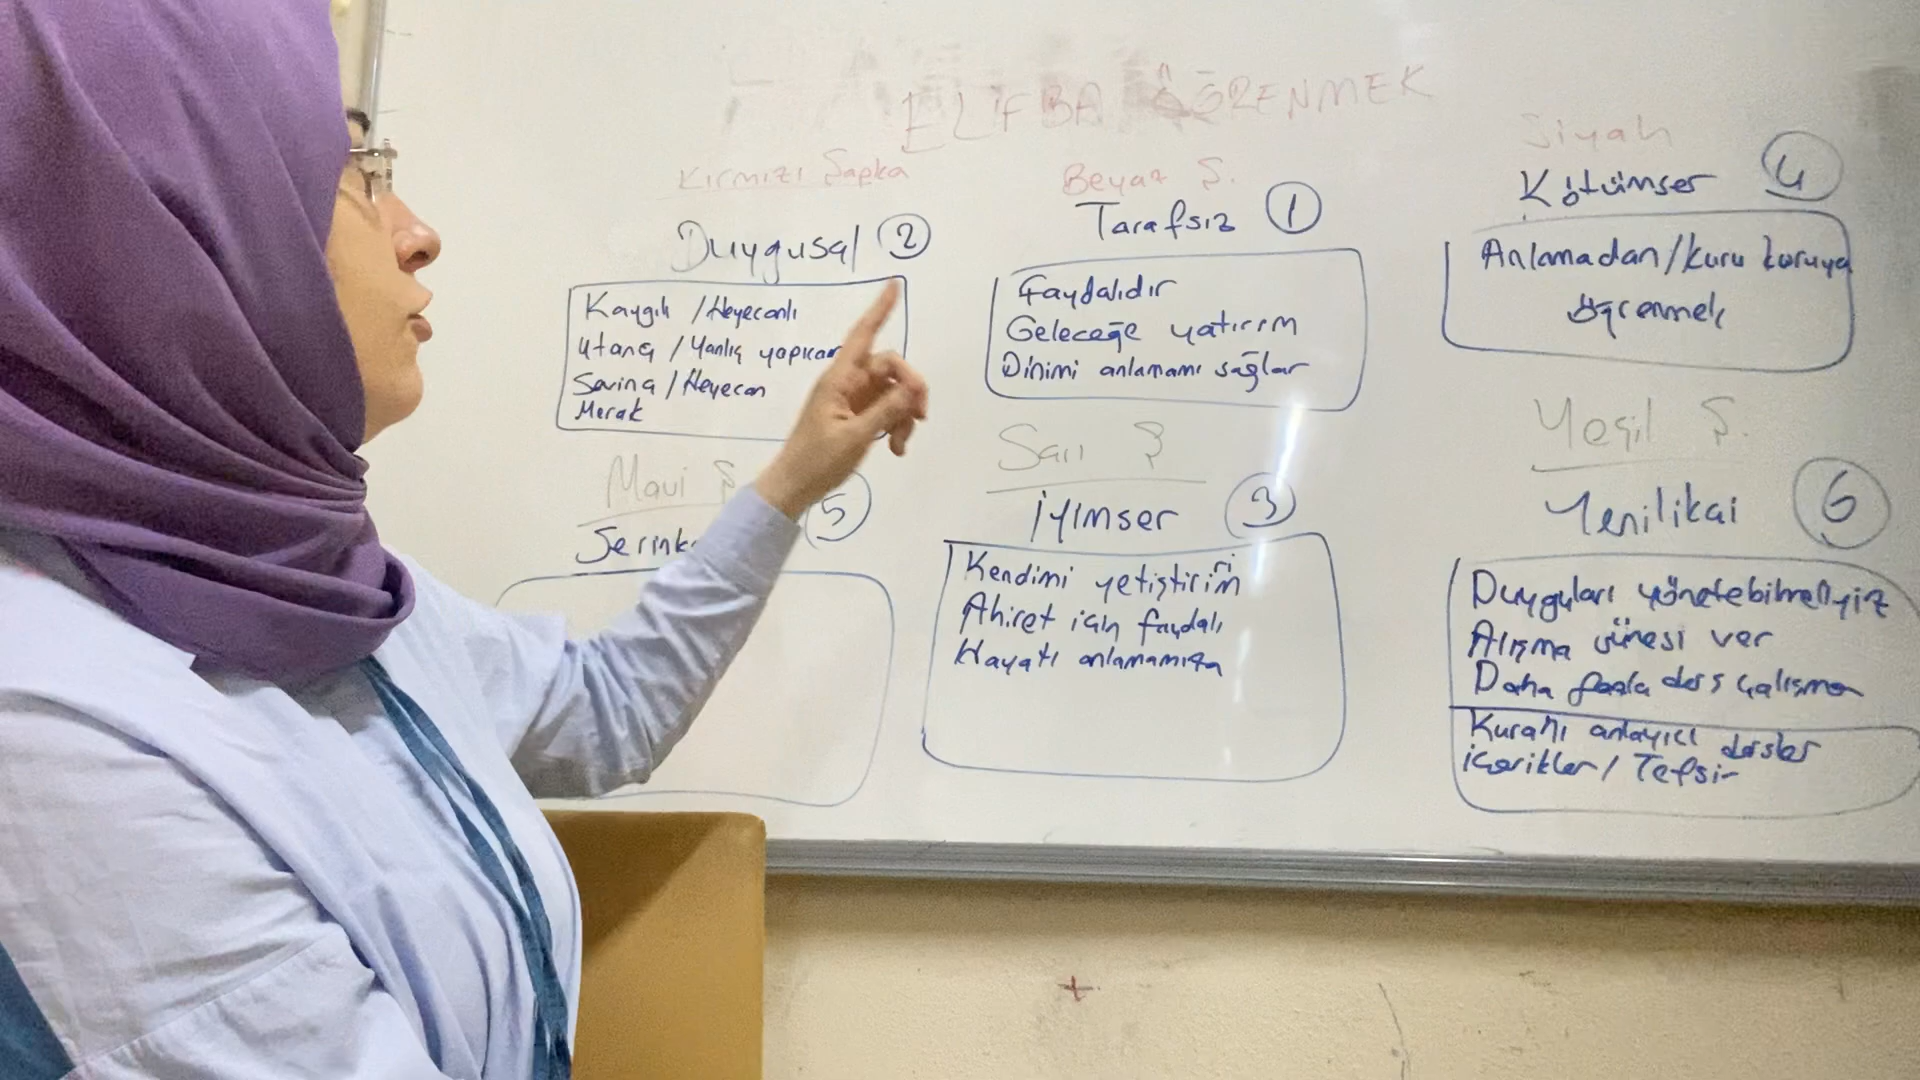 ELİFBA ÖĞRENMEK
Kırmızı Şapka
Duygusal 2
Kaygılı / Heyecanlı
utanç / Yanlış yapar
Sevinç / Heyecan
Merak
Beyaz Ş.
Tarafsız 1
Faydalıdır
Geleceğe yatırım
Dinimi anlamamı sağlar
Siyah
Kötümser 4
Anlamadan / kuru kuruya
öğrenmek
Mavi Ş
Serink 5
Sarı Ş
İyimser 3
Kendimi yetiştiririm
Ahiret için faydalı
Hayatı anlamamıza
Yeşil Ş.
Yenilikçi 6
Duyguları yönetebilmeliyiz
Alışma süresi ver
Daha fazla ders çalışma
Kuranı anlayıcı dersler
içerikler / Tefsir